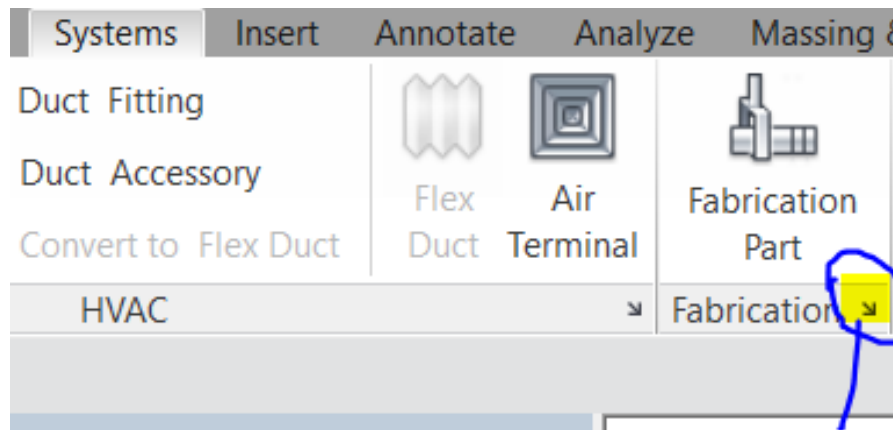 Systems Insert Annotate Analyze Massing &
Duct Fitting
Duct Accessory
Convert to Flex Duct
Flex
Duct
Air
Terminal
Fabrication
Part
HVAC
Fabrication